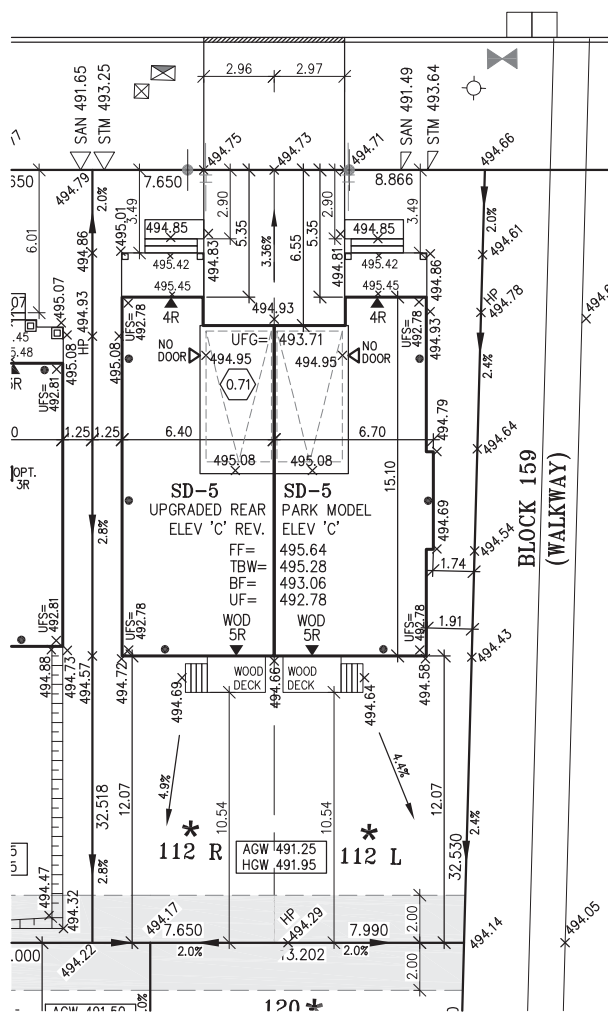 2.96
2.97
SAN 491.65
STM 493.25
SAN 491.49
STM 493.64
494.75
494.73
494.71
494.66
494.79
2.0%
7.650
8.866
2.0%
3.49
2.90
5.35
6.55
5.35
2.90
3.49
6.01
494.86
495.01
494.85
494.83
3.36%
494.81
494.85
494.86
494.61
495.42
495.42
495.45
495.45
HP
494.78
495.07
HP 494.93
UFS=
492.78
4R
494.93
4R
UFS=
492.78
494.93
UFG= 493.71
NO
DOOR
494.95
494.95
NO
DOOR
2.4%
495.08
495.08
0.71
UFS=
492.81
1.25
1.25
6.40
6.70
494.79
494.64
495.08
495.08
15.10
OPT.
3R
SD-5
SD-5
UPGRADED REAR
PARK MODEL
ELEV 'C' REV.
ELEV 'C'
494.69
BLOCK 159
(WALKWAY)
2.8%
FF= 495.64
TBW= 495.28
BF= 493.06
UF= 492.78
494.54
1.74
UFS=
492.81
UFS=
492.78
WOD
5R
WOD
5R
UFS=
492.78
1.91
494.43
494.88
494.73
494.57
494.72
494.69
WOOD
DECK
494.66
WOOD
DECK
494.64
494.58
4.9%
4.4%
32.518
12.07
10.54
10.54
12.07
2.4%
*
112 R
*
112 L
AGW 491.25
HGW 491.95
32.530
2.8%
494.47
494.32
494.17
HP
494.29
2.00
7.650
7.990
494.14
494.05
.000
494.22
2.0%
13.202
2.0%
2.00
AGW 491.50
120 *